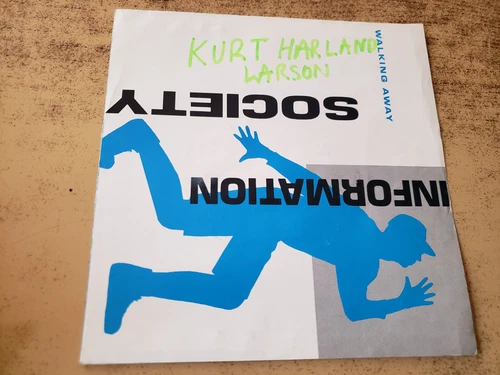 KURT HARLAND
LARSON
WALKING AWAY
INFORMATION
SOCIETY